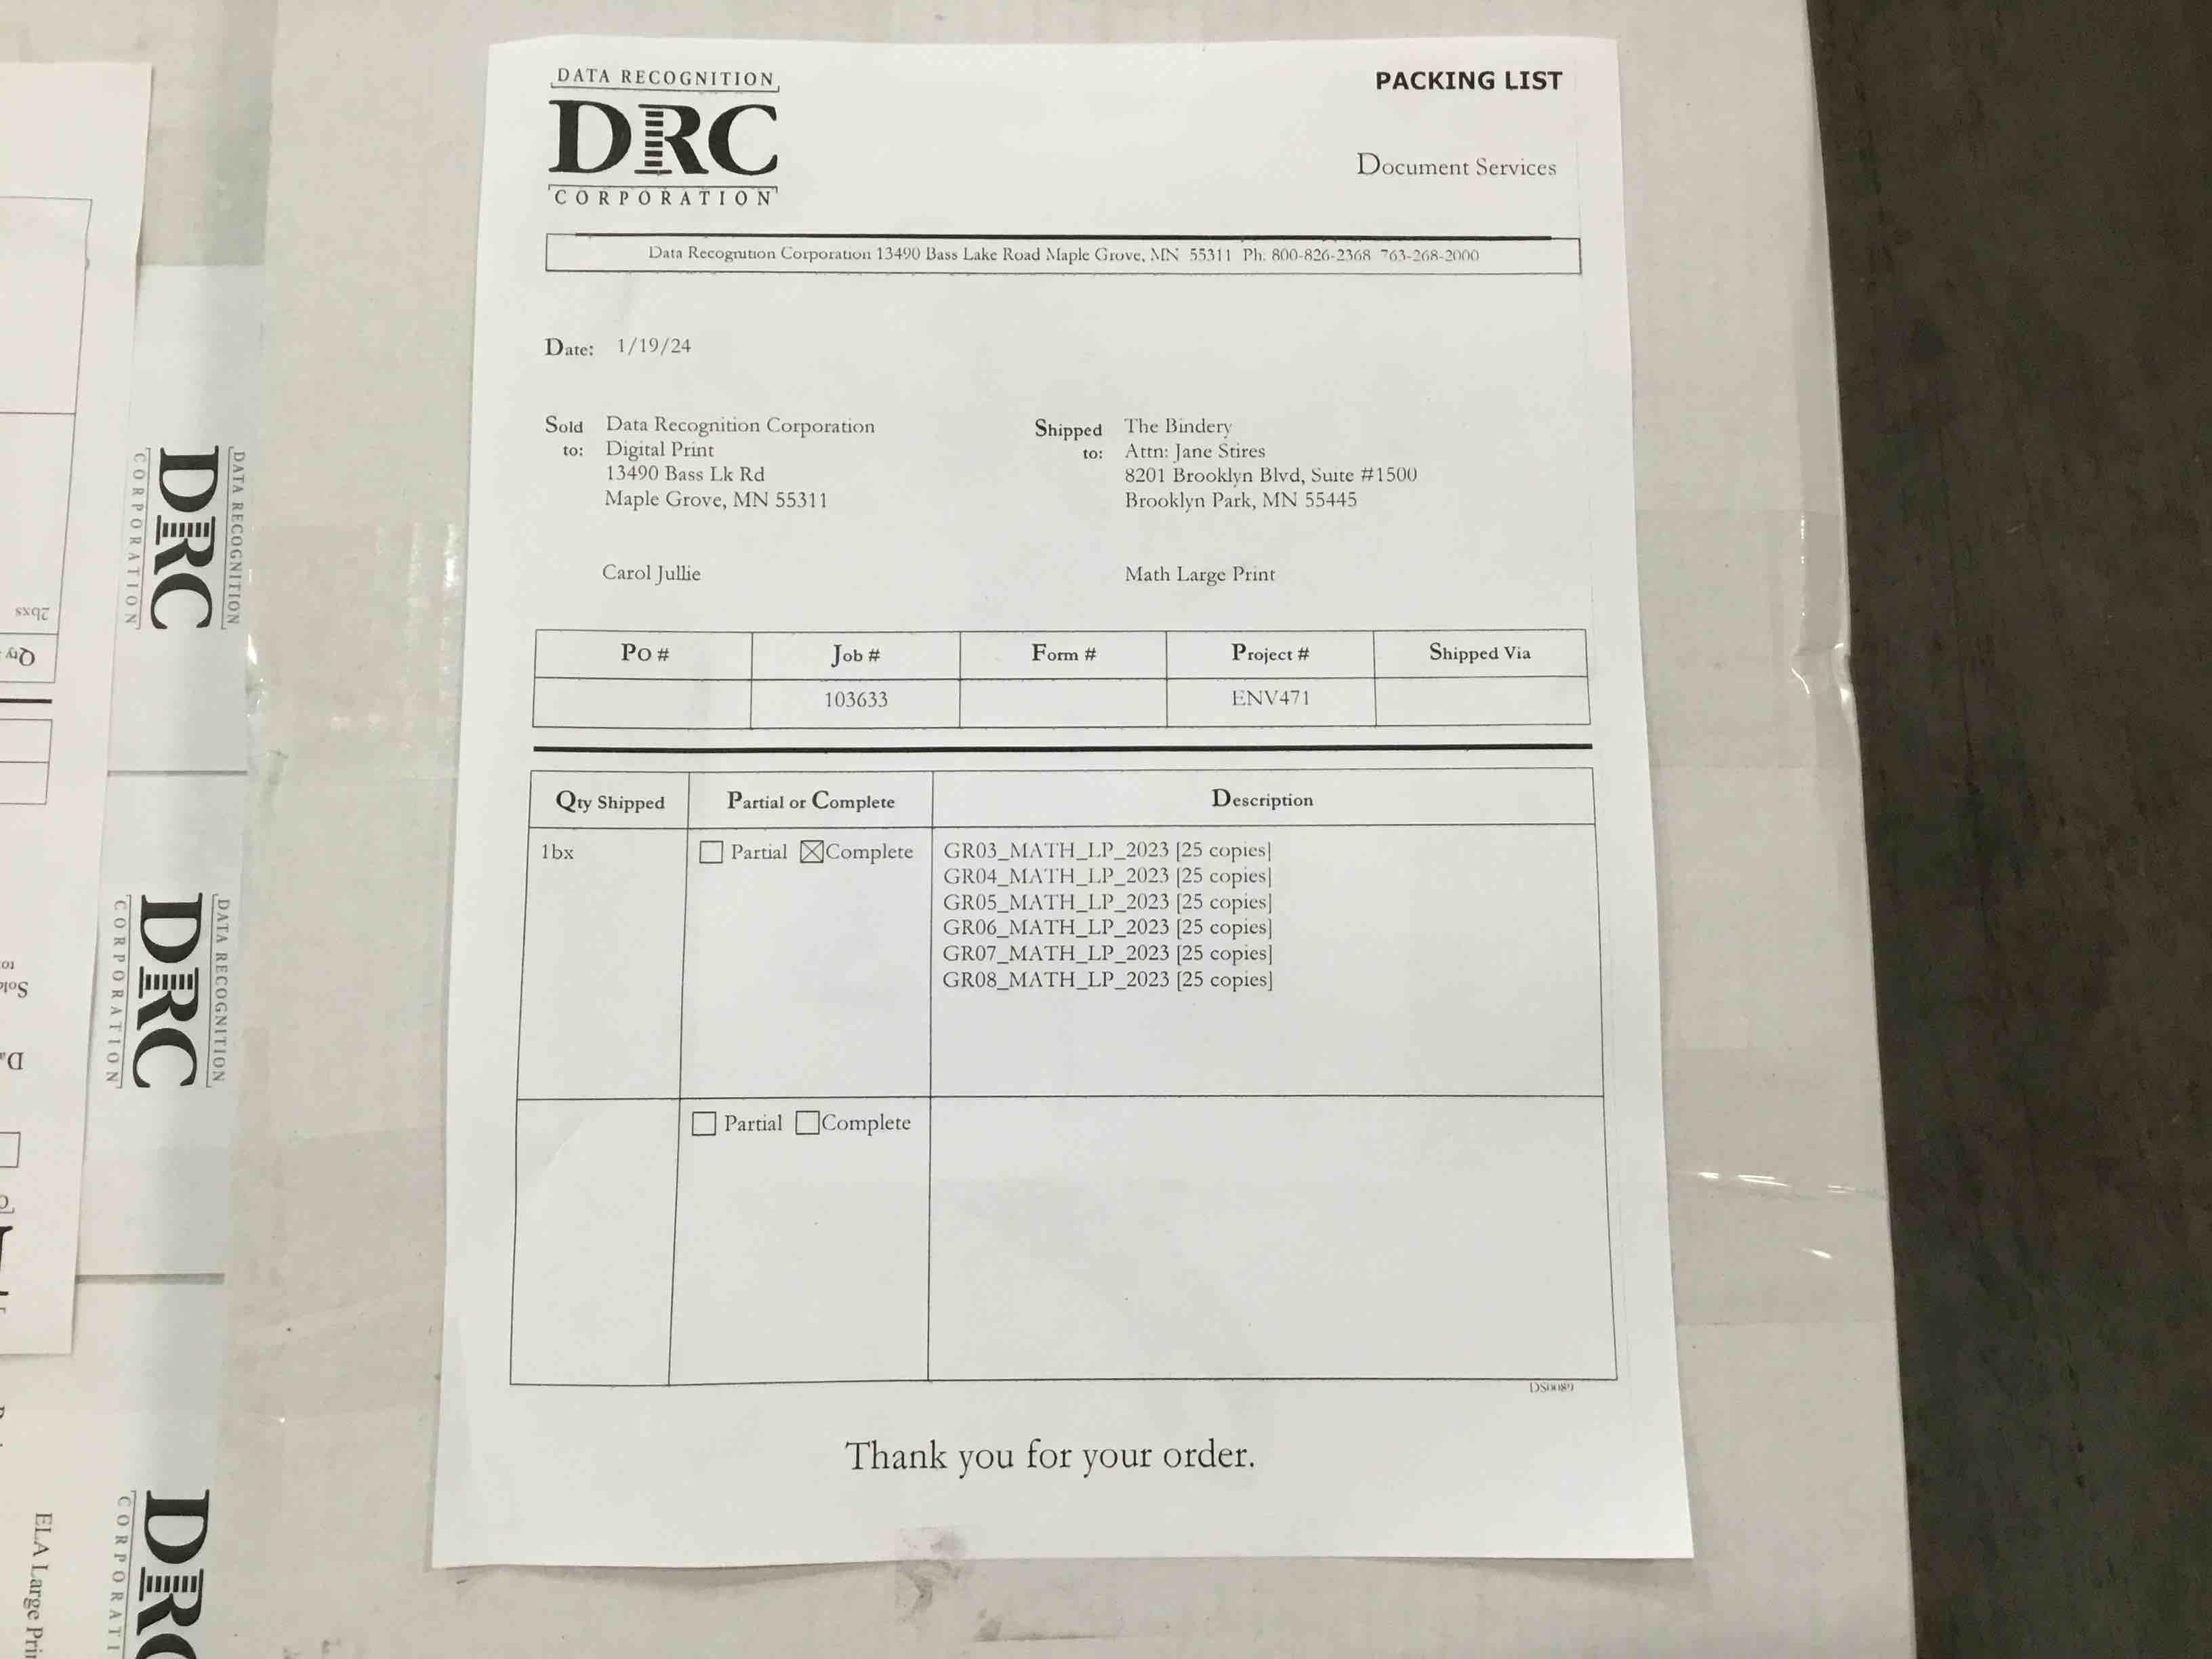 DATA RECOGNITION
DRC
CORPORATION
PACKING LIST
Document Services
Data Recognition Corporation 13490 Bass Lake Road Maple Grove, MN 55311 Ph: 800-826-2368 763-268-2000
Date: 1/19/24
Sold to: Data Recognition Corporation
Digital Print
13490 Bass Lk Rd
Maple Grove, MN 55311
Carol Jullie
Shipped to: The Bindery
Attn: Jane Stires
8201 Brooklyn Blvd, Suite #1500
Brooklyn Park, MN 55445
Math Large Print
PO # Job # Form # Project # Shipped Via
103633 ENV471
Qty Shipped Partial or Complete Description
1bx Partial Complete GR03_MATH_LP_2023 [25 copies]
GR04_MATH_LP_2023 [25 copies]
GR05_MATH_LP_2023 [25 copies]
GR06_MATH_LP_2023 [25 copies]
GR07_MATH_LP_2023 [25 copies]
GR08_MATH_LP_2023 [25 copies]
Partial Complete
DS0089
Thank you for your order.
DATA RECOGNITION
DRC
CORPORATION
DATA RECOGNITION
DRC
CORPORATION
DRC
2bxs
Qty
ELA Large